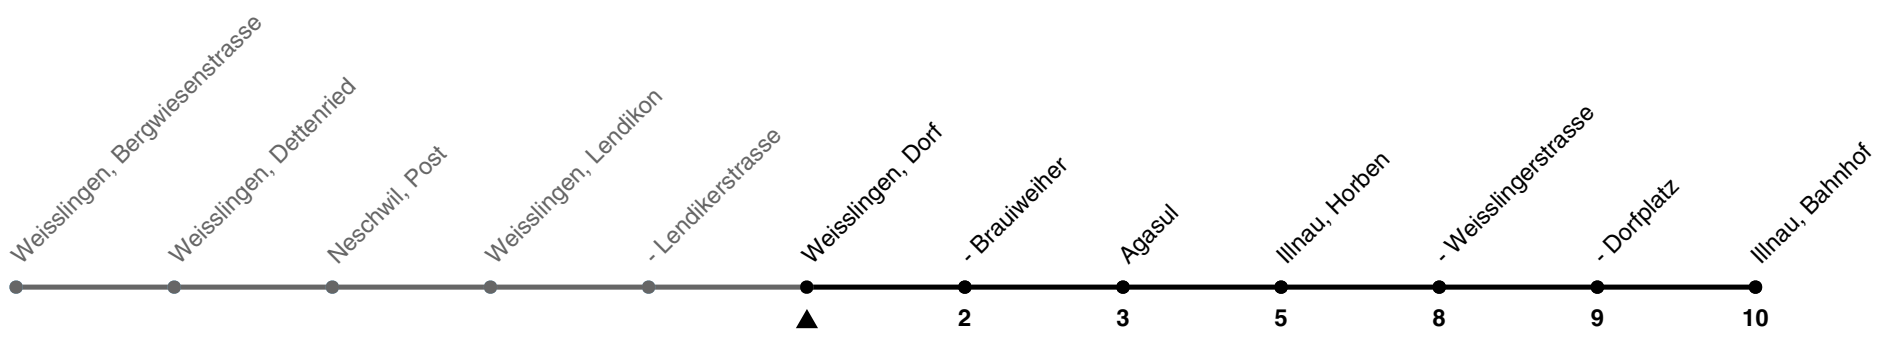 Weisslingen, Bergwiesenstrasse
Weisslingen, Dettenried
Neschwil, Post
Weisslingen, Lendikon
- Lendikerstrasse
Weisslingen, Dorf
- Brauiweiher
Agasul
Illnau, Horben
- Weisslingerstrasse
- Dorfplatz
Illnau, Bahnhof
2
3
5
8
9
10